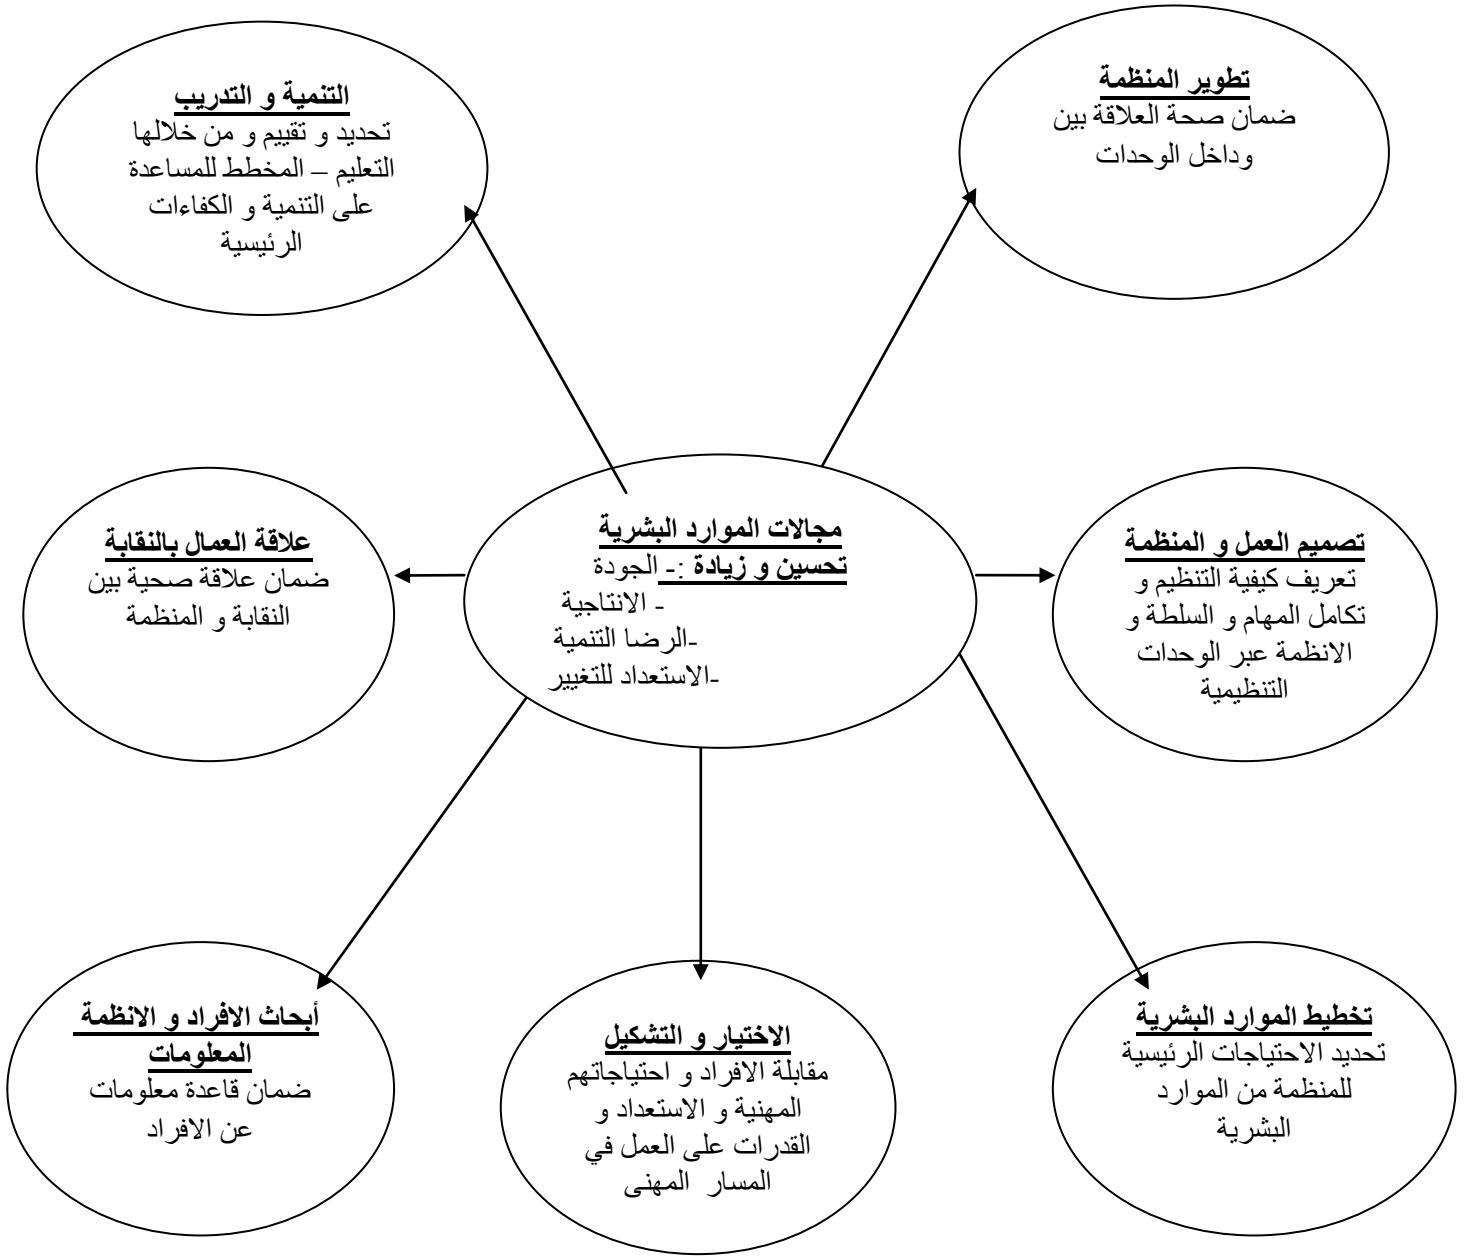 تطوير المنظمة
ضمان صحة العلاقة بين
وداخل الوحدات
التنمية و التدريب
تحديد و تقييم و من خلالها
التعليم – المخطط للمساعدة
على التنمية و الكفاءات
الرئيسية
مجالات الموارد البشرية
تحسين و زيادة :- الجودة
- الانتاجية
-الرضا التنمية
-الاستعداد للتغيير
تصميم العمل و المنظمة
تعريف كيفية التنظيم و
تكامل المهام و السلطة و
الانظمة عبر الوحدات
التنظيمية
علاقة العمال بالنقابة
ضمان علاقة صحية بين
النقابة و المنظمة
تخطيط الموارد البشرية
تحديد الاحتياجات الرئيسية
للمنظمة من الموارد
البشرية
الاختيار و التشكيل
مقابلة الافراد و احتياجاتهم
المهنية و الاستعداد و
القدرات على العمل في
المسار المهنى
أبحاث الافراد و الانظمة
المعلومات
ضمان قاعدة معلومات
عن الافراد